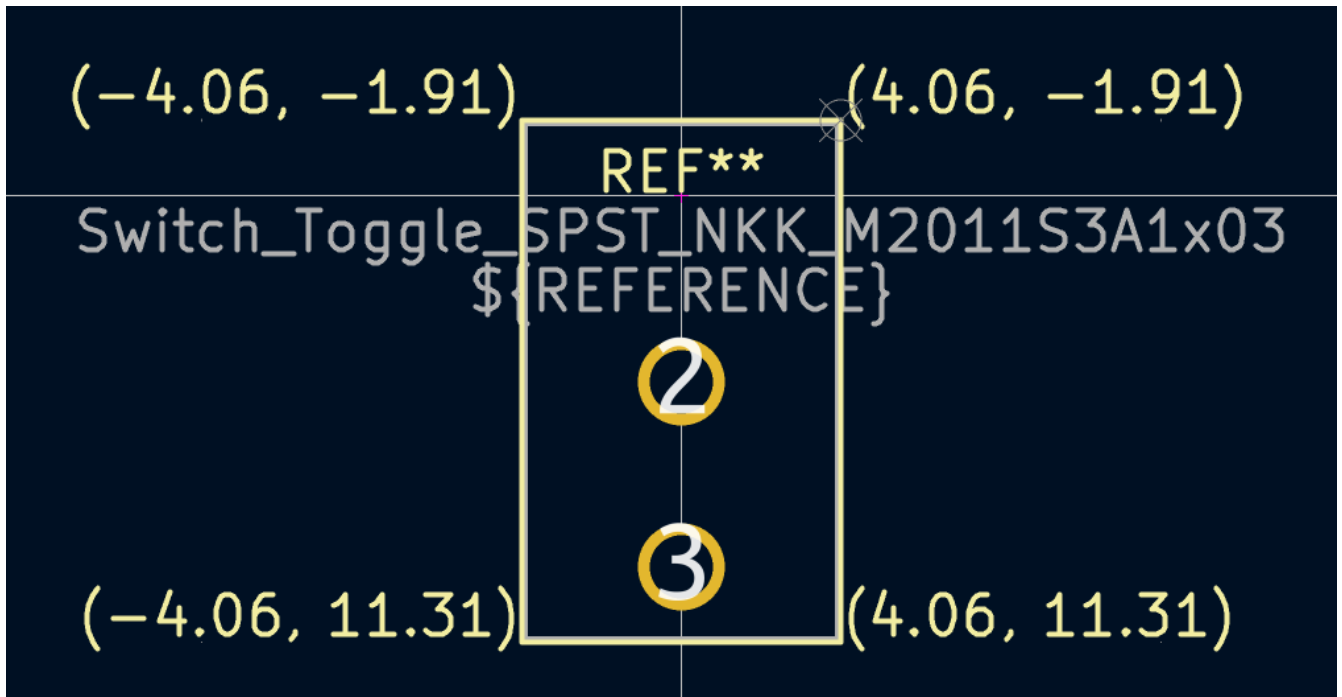 (−4.06, −1.91) (4.06, −1.91)
REF**
Switch_Toggle_SPST_NKK_M2011S3A1x03
${REFERENCE}
2
3
(−4.06, 11.31) (4.06, 11.31)